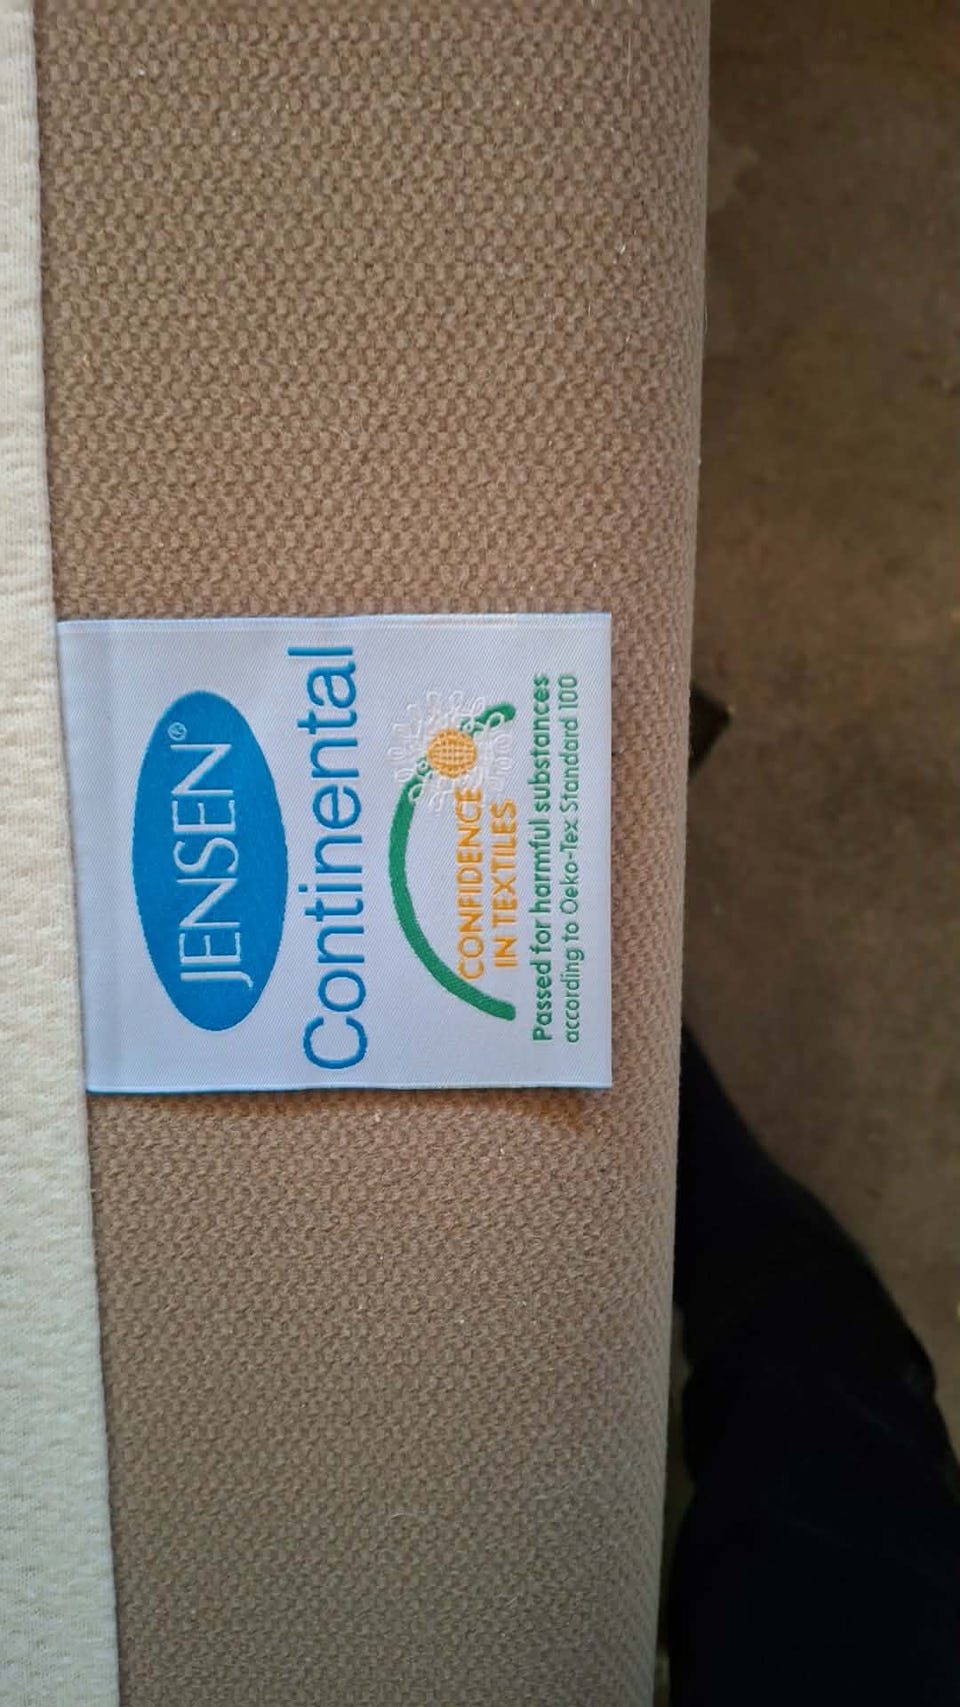 JENSEN®
Continental
CONFIDENCE
IN TEXTILES
Passed for harmful substances
according to Oeko-Tex Standard 100